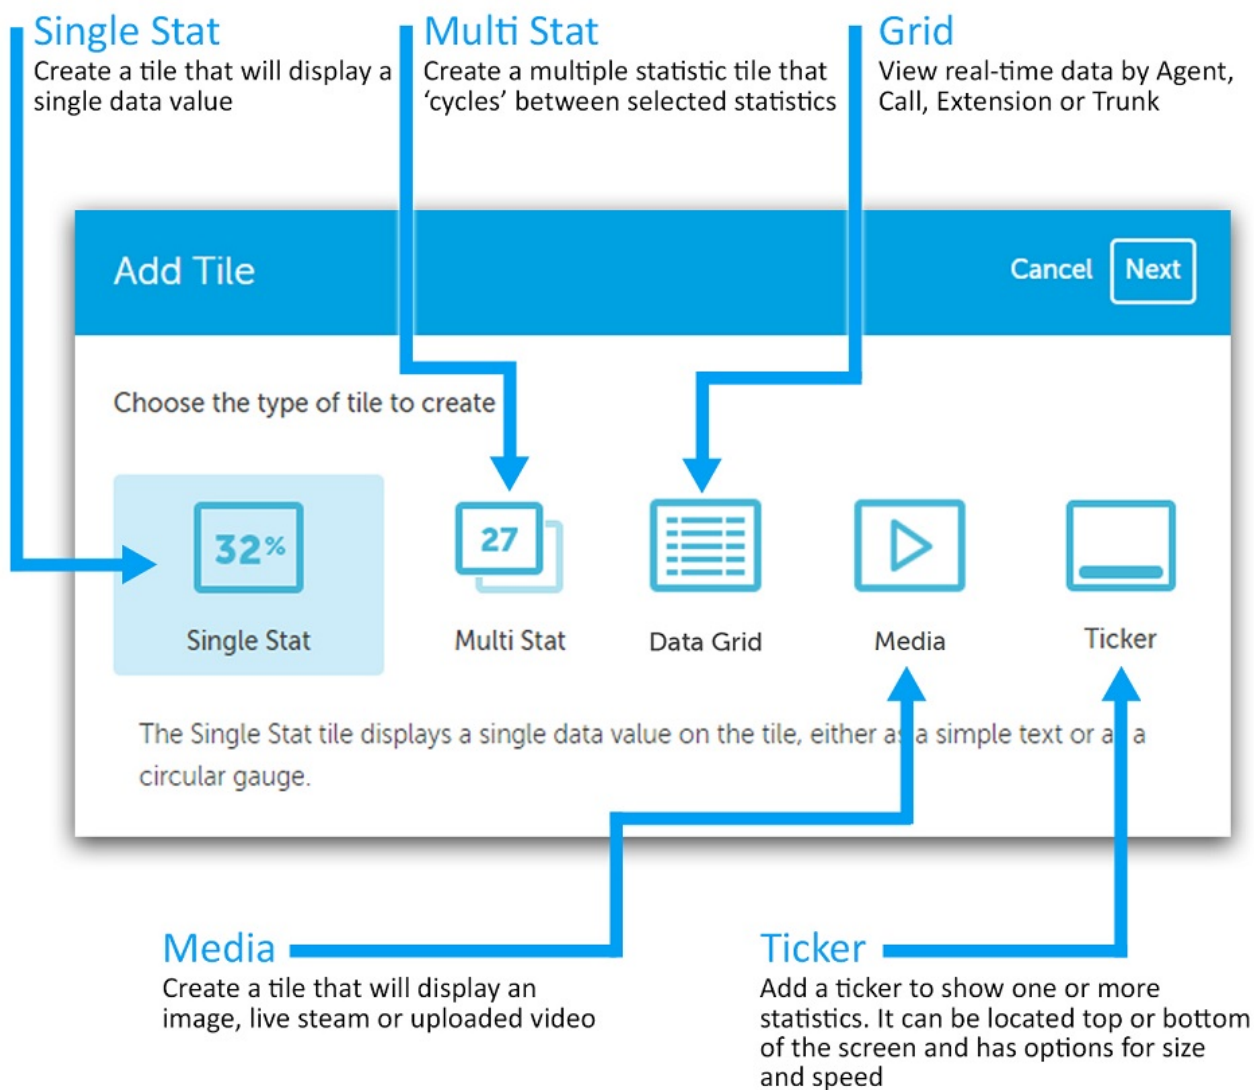 Single Stat
Create a tile that will display a
single data value
Multi Stat
Create a multiple statistic tile that
‘cycles’ between selected statistics
Grid
View real-time data by Agent,
Call, Extension or Trunk
Add Tile
Cancel
Next
Choose the type of tile to create
32%
27
Single Stat
Multi Stat
Data Grid
Media
Ticker
The Single Stat tile displays a single data value on the tile, either as a simple text or as a
circular gauge.
Media
Create a tile that will display an
image, live steam or uploaded video
Ticker
Add a ticker to show one or more
statistics. It can be located top or bottom
of the screen and has options for size
and speed